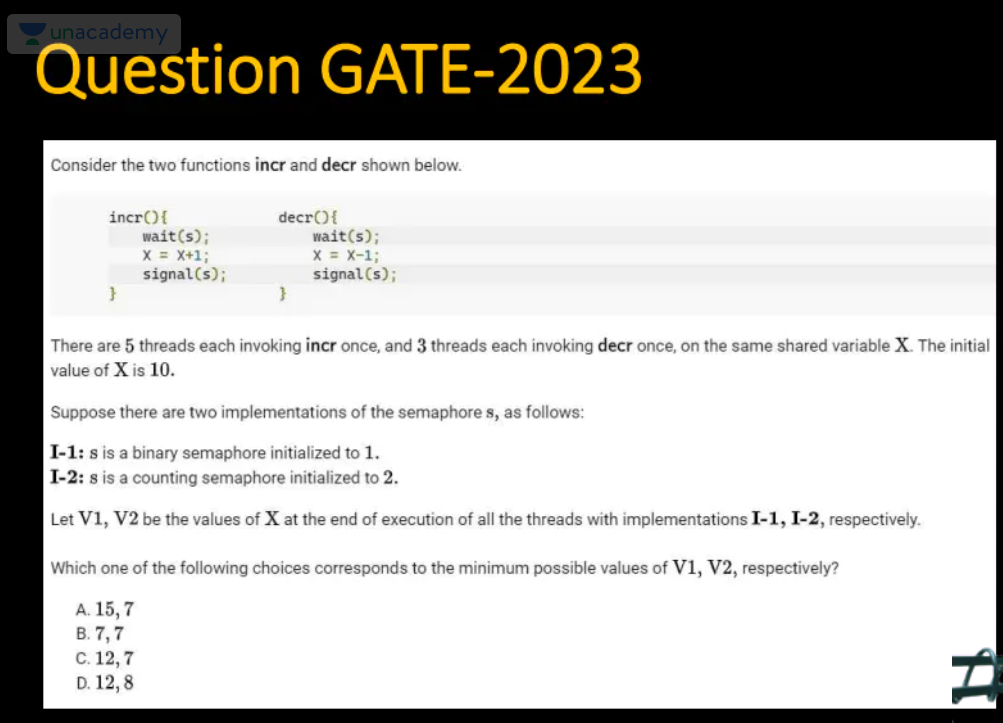 unacademy
Question GATE-2023
Consider the two functions incr and decr shown below.
incr(){ decr(){
wait(s); wait(s);
X = X+1; X = X-1;
signal(s); signal(s);
} }
There are 5 threads each invoking incr once, and 3 threads each invoking decr once, on the same shared variable X. The initial
value of X is 10.
Suppose there are two implementations of the semaphore s, as follows:
I-1: s is a binary semaphore initialized to 1.
I-2: s is a counting semaphore initialized to 2.
Let V1, V2 be the values of X at the end of execution of all the threads with implementations I-1, I-2, respectively.
Which one of the following choices corresponds to the minimum possible values of V1, V2, respectively?
A. 15, 7
B. 7, 7
C. 12, 7
D. 12, 8